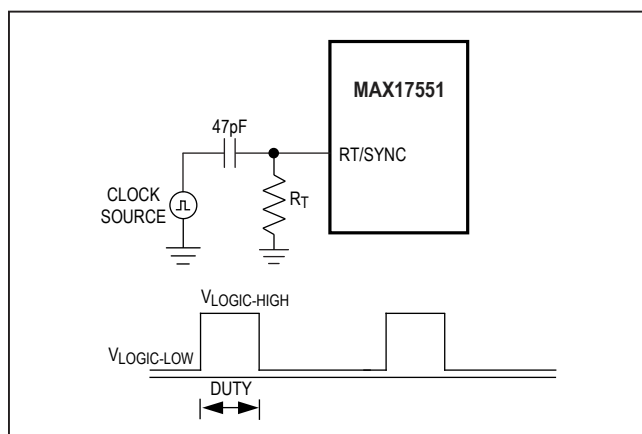 MAX17551
47pF
RT/SYNC
RT
CLOCK
SOURCE
VLOGIC-HIGH
VLOGIC-LOW
DUTY